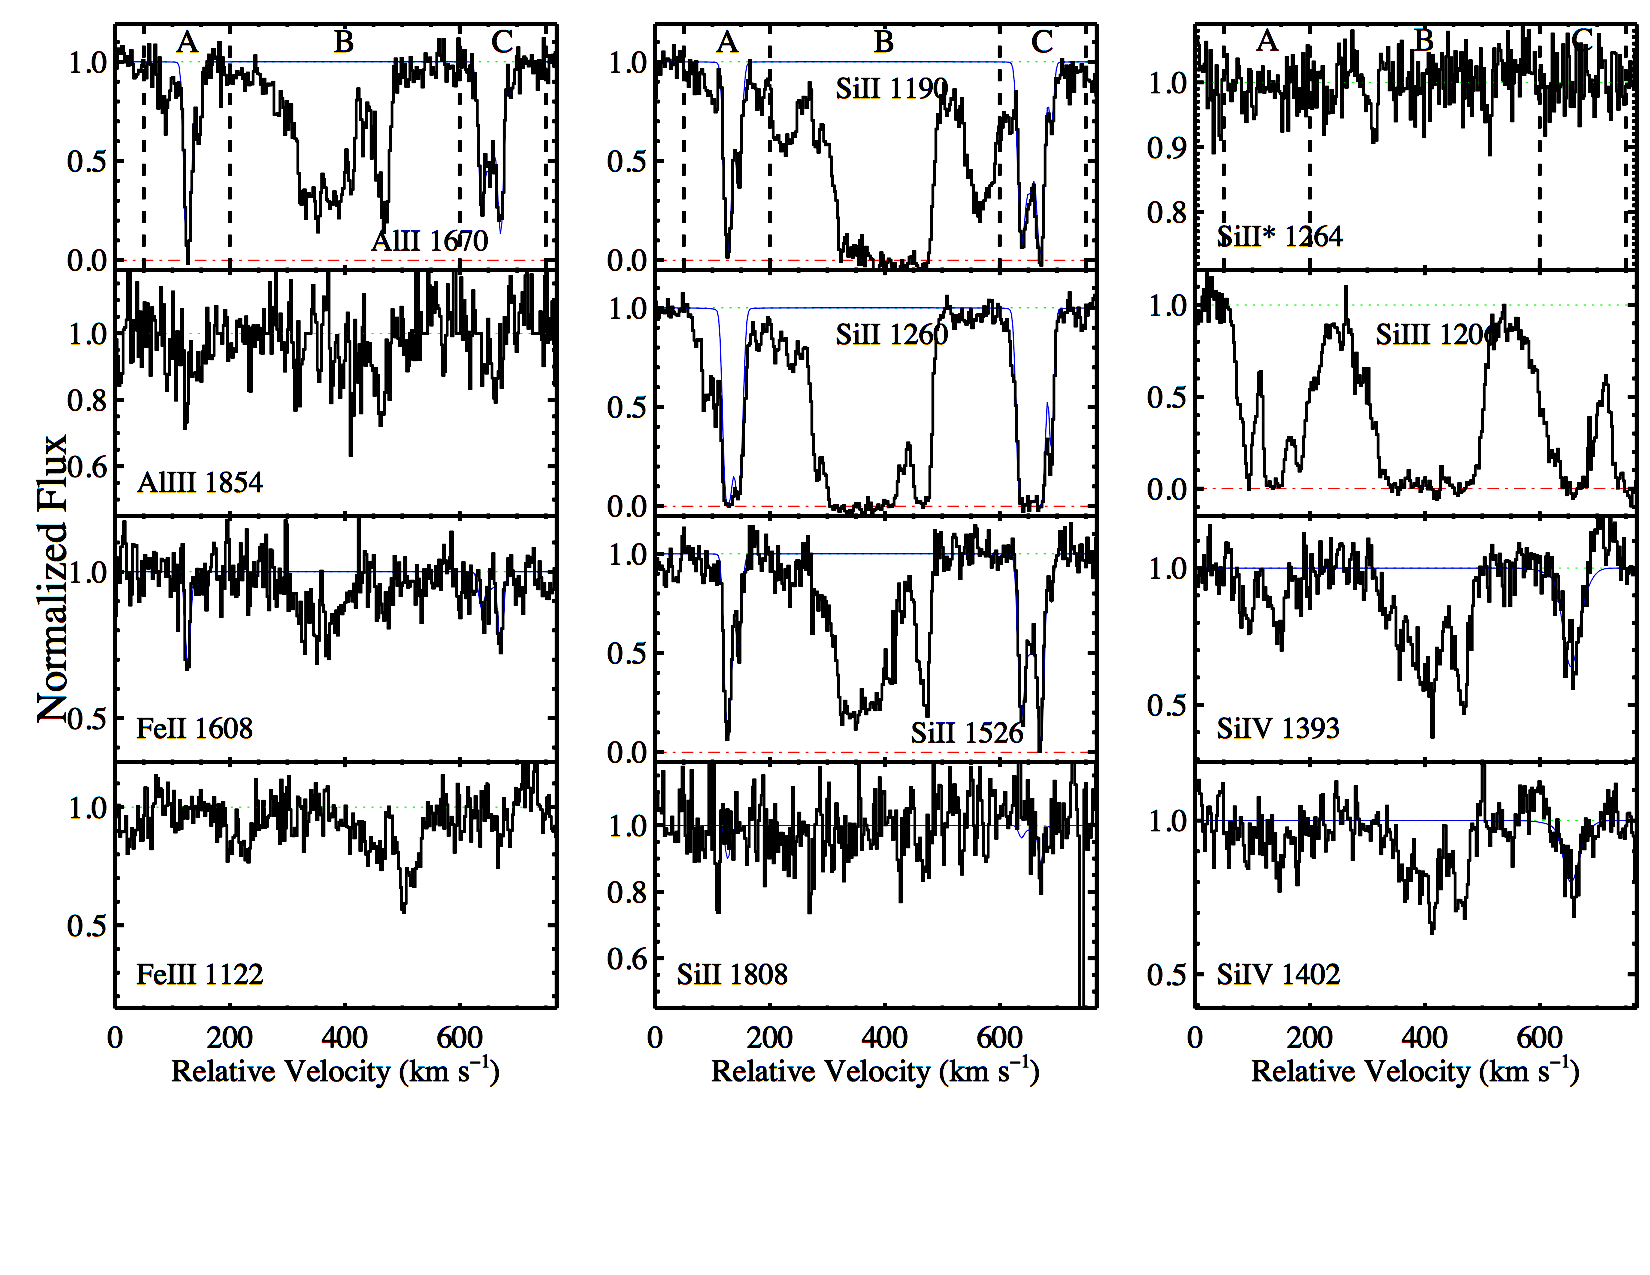 Normalized Flux
A B C
1.0
0.5
0.0
AlII 1670
1.0
0.8
0.6
AlIII 1854
1.0
0.5
FeII 1608
1.0
0.5
FeIII 1122
0 200 400 600
Relative Velocity (km s⁻¹)
A B C
1.0
0.5
0.0
SiII 1190
1.0
0.5
0.0
SiII 1260
1.0
0.5
0.0
SiII 1526
1.0
0.8
0.6
SiII 1808
0 200 400 600
Relative Velocity (km s⁻¹)
A B C
1.0
0.9
0.8
SiII* 1264
1.0
0.5
0.0
SiIII 1206
1.0
0.5
SiIV 1393
1.0
0.5
SiIV 1402
0 200 400 600
Relative Velocity (km s⁻¹)